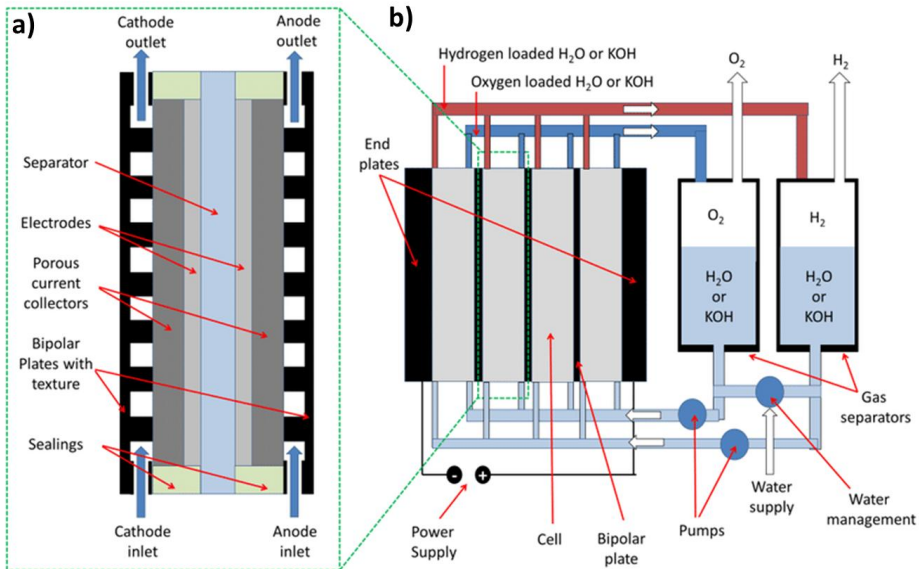 a)
Cathode
outlet
Anode
outlet
Separator
Electrodes
Porous
current
collectors
Bipolar
Plates with
texture
Sealings
Cathode
inlet
Anode
inlet
b)
Hydrogen loaded H₂O or KOH
Oxygen loaded H₂O or KOH
O₂
H₂
End
plates
O₂
H₂
H₂O
or
KOH
H₂O
or
KOH
Gas
separators
- +
Power
Supply
Cell
Bipolar
plate
Pumps
Water
supply
Water
management